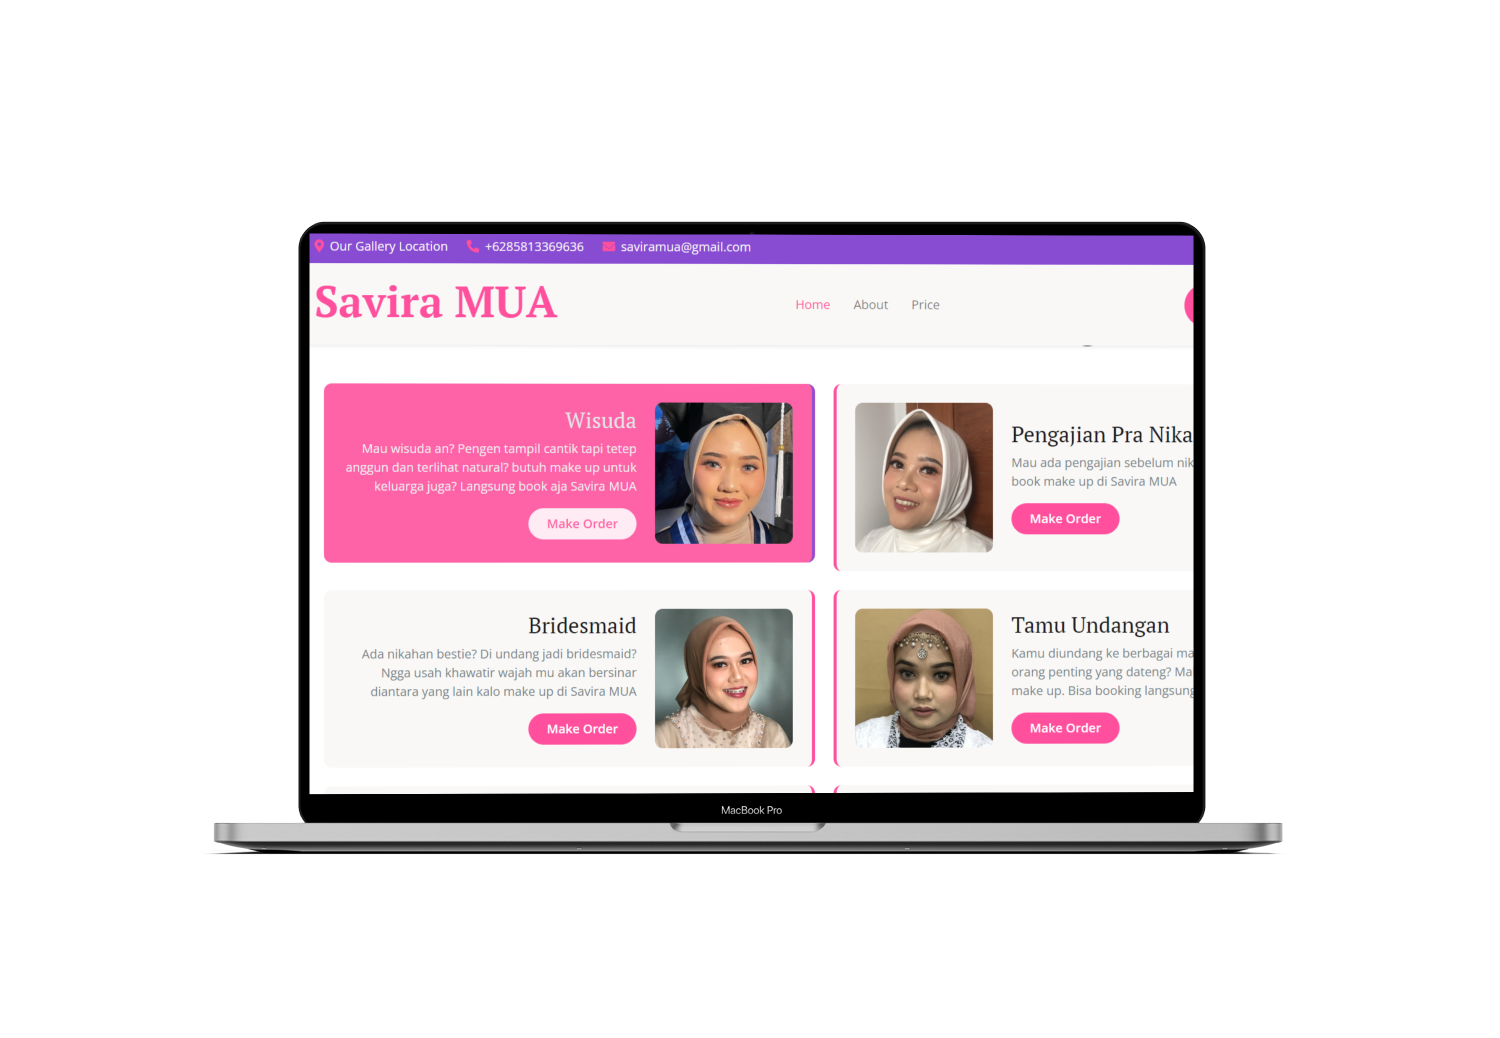 Our Gallery Location +6285813369636 saviramua@gmail.com
Savira MUA
Home About Price
Wisuda
Mau wisuda an? Pengen tampil cantik tapi tetep
anggun dan terlihat natural? butuh make up untuk
keluarga juga? Langsung book aja Savira MUA
Make Order
Pengajian Pra Nika
Mau ada pengajian sebelum nik
book make up di Savira MUA
Make Order
Bridesmaid
Ada nikahan bestie? Di undang jadi bridesmaid?
Ngga usah khawatir wajah mu akan bersinar
diantara yang lain kalo make up di Savira MUA
Make Order
Tamu Undangan
Kamu diundang ke berbagai ma
orang penting yang dateng? Ma
make up. Bisa booking langsung
Make Order
MacBook Pro